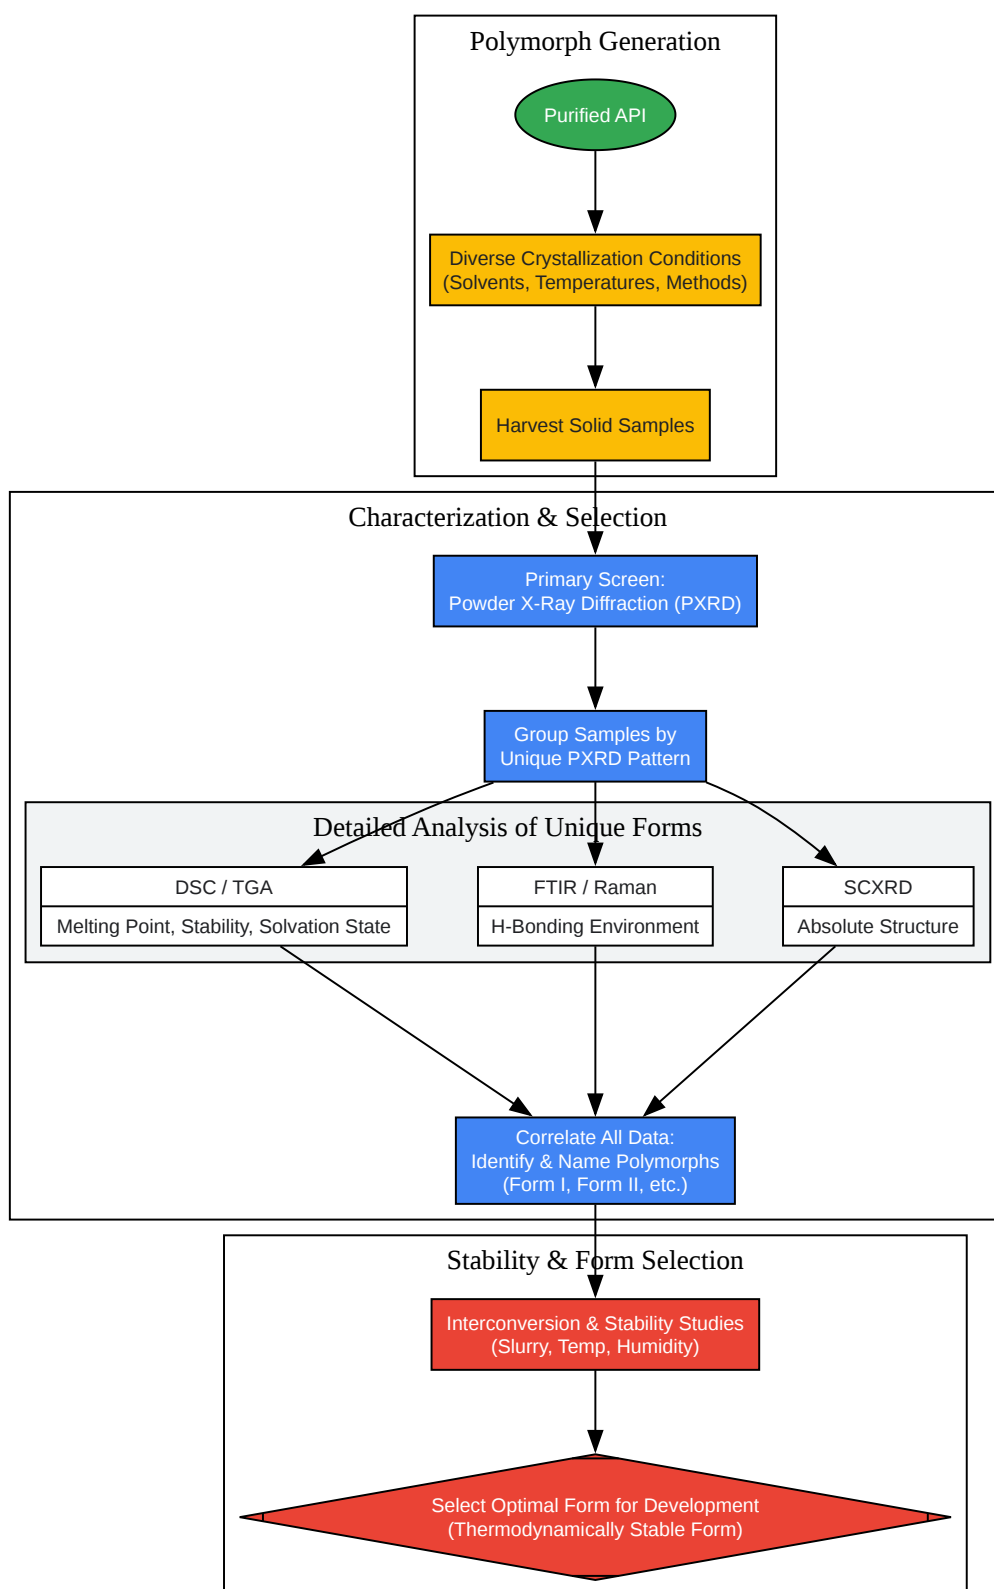 Polymorph Generation
Purified API
Diverse Crystallization Conditions
(Solvents, Temperatures, Methods)
Harvest Solid Samples
Characterization & Selection
Primary Screen:
Powder X-Ray Diffraction (PXRD)
Group Samples by
Unique PXRD Pattern
Detailed Analysis of Unique Forms
DSC / TGA
Melting Point, Stability, Solvation State
FTIR / Raman
H-Bonding Environment
SCXRD
Absolute Structure
Correlate All Data:
Identify & Name Polymorphs
(Form I, Form II, etc.)
Stability & Form Selection
Interconversion & Stability Studies
(Slurry, Temp, Humidity)
Select Optimal Form for Development
(Thermodynamically Stable Form)